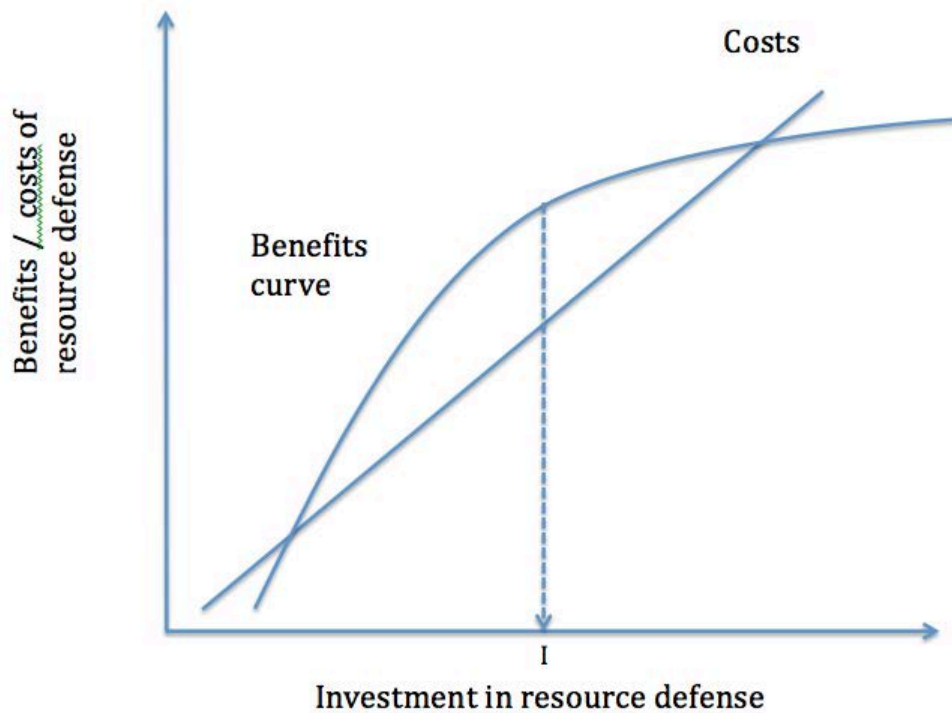 Benefits / costs of
resource defense
Costs
Benefits
curve
I
Investment in resource defense